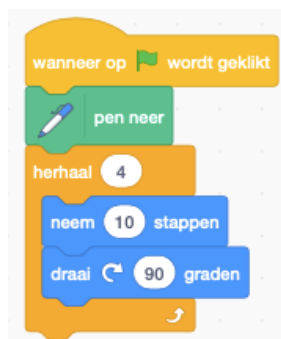 wanneer op wordt geklikt
pen neer
herhaal 4
neem 10 stappen
draai 90 graden